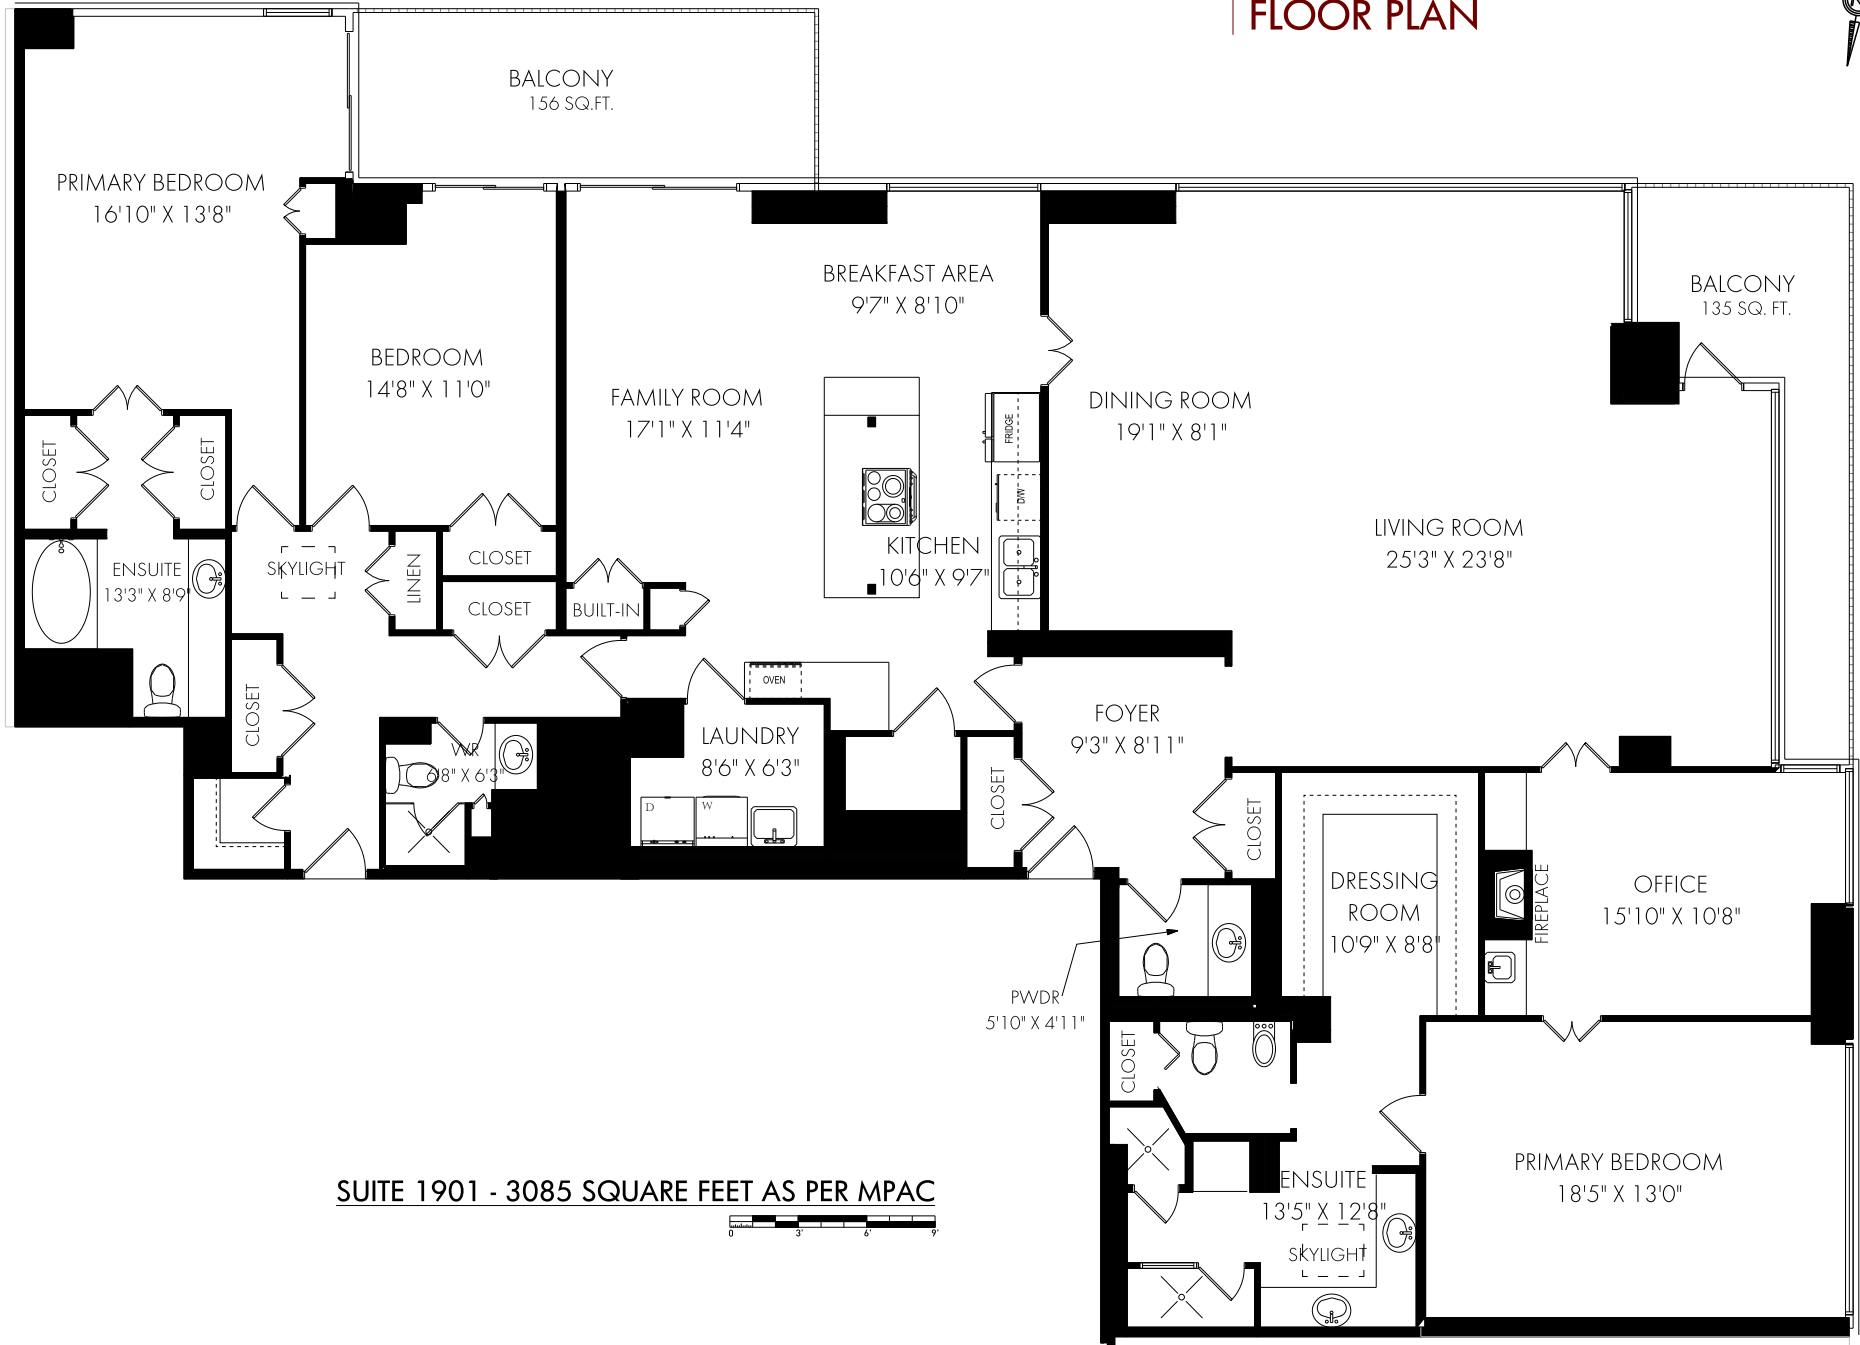 FLOOR PLAN
BALCONY
156 SQ.FT.
PRIMARY BEDROOM
16'10" X 13'8"
BREAKFAST AREA
9'7" X 8'10"
BALCONY
135 SQ. FT.
BEDROOM
14'8" X 11'0"
FAMILY ROOM
17'1" X 11'4"
DINING ROOM
19'1" X 8'1"
FRIDGE
CLOSET
CLOSET
D/W
LIVING ROOM
25'3" X 23'8"
KITCHEN
10'6" X 9'7"
ENSUITE
13'3" X 8'9"
SKYLIGHT
LINEN
CLOSET
CLOSET
BUILT-IN
OVEN
CLOSET
FOYER
9'3" X 8'11"
LAUNDRY
8'6" X 6'3"
WR
6'8" X 6'3"
D
W
CLOSET
CLOSET
DRESSING
ROOM
10'9" X 8'8"
FIREPLACE
OFFICE
15'10" X 10'8"
PWDR
5'10" X 4'11"
CLOSET
PRIMARY BEDROOM
18'5" X 13'0"
ENSUITE
13'5" X 12'8"
SKYLIGHT
SUITE 1901 - 3085 SQUARE FEET AS PER MPAC
0 3' 6' 9'